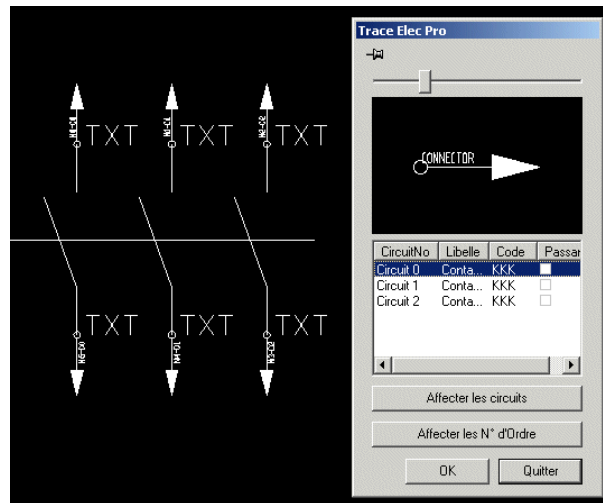 Trace Elec Pro
TXT TXT TXT
CONNECTOR
CircuitNo Libelle Code Passar
Circuit 0 Conta... KKK
Circuit 1 Conta... KKK
Circuit 2 Conta... KKK
TXT TXT TXT
Affecter les circuits
Affecter les N° d'Ordre
OK Quitter